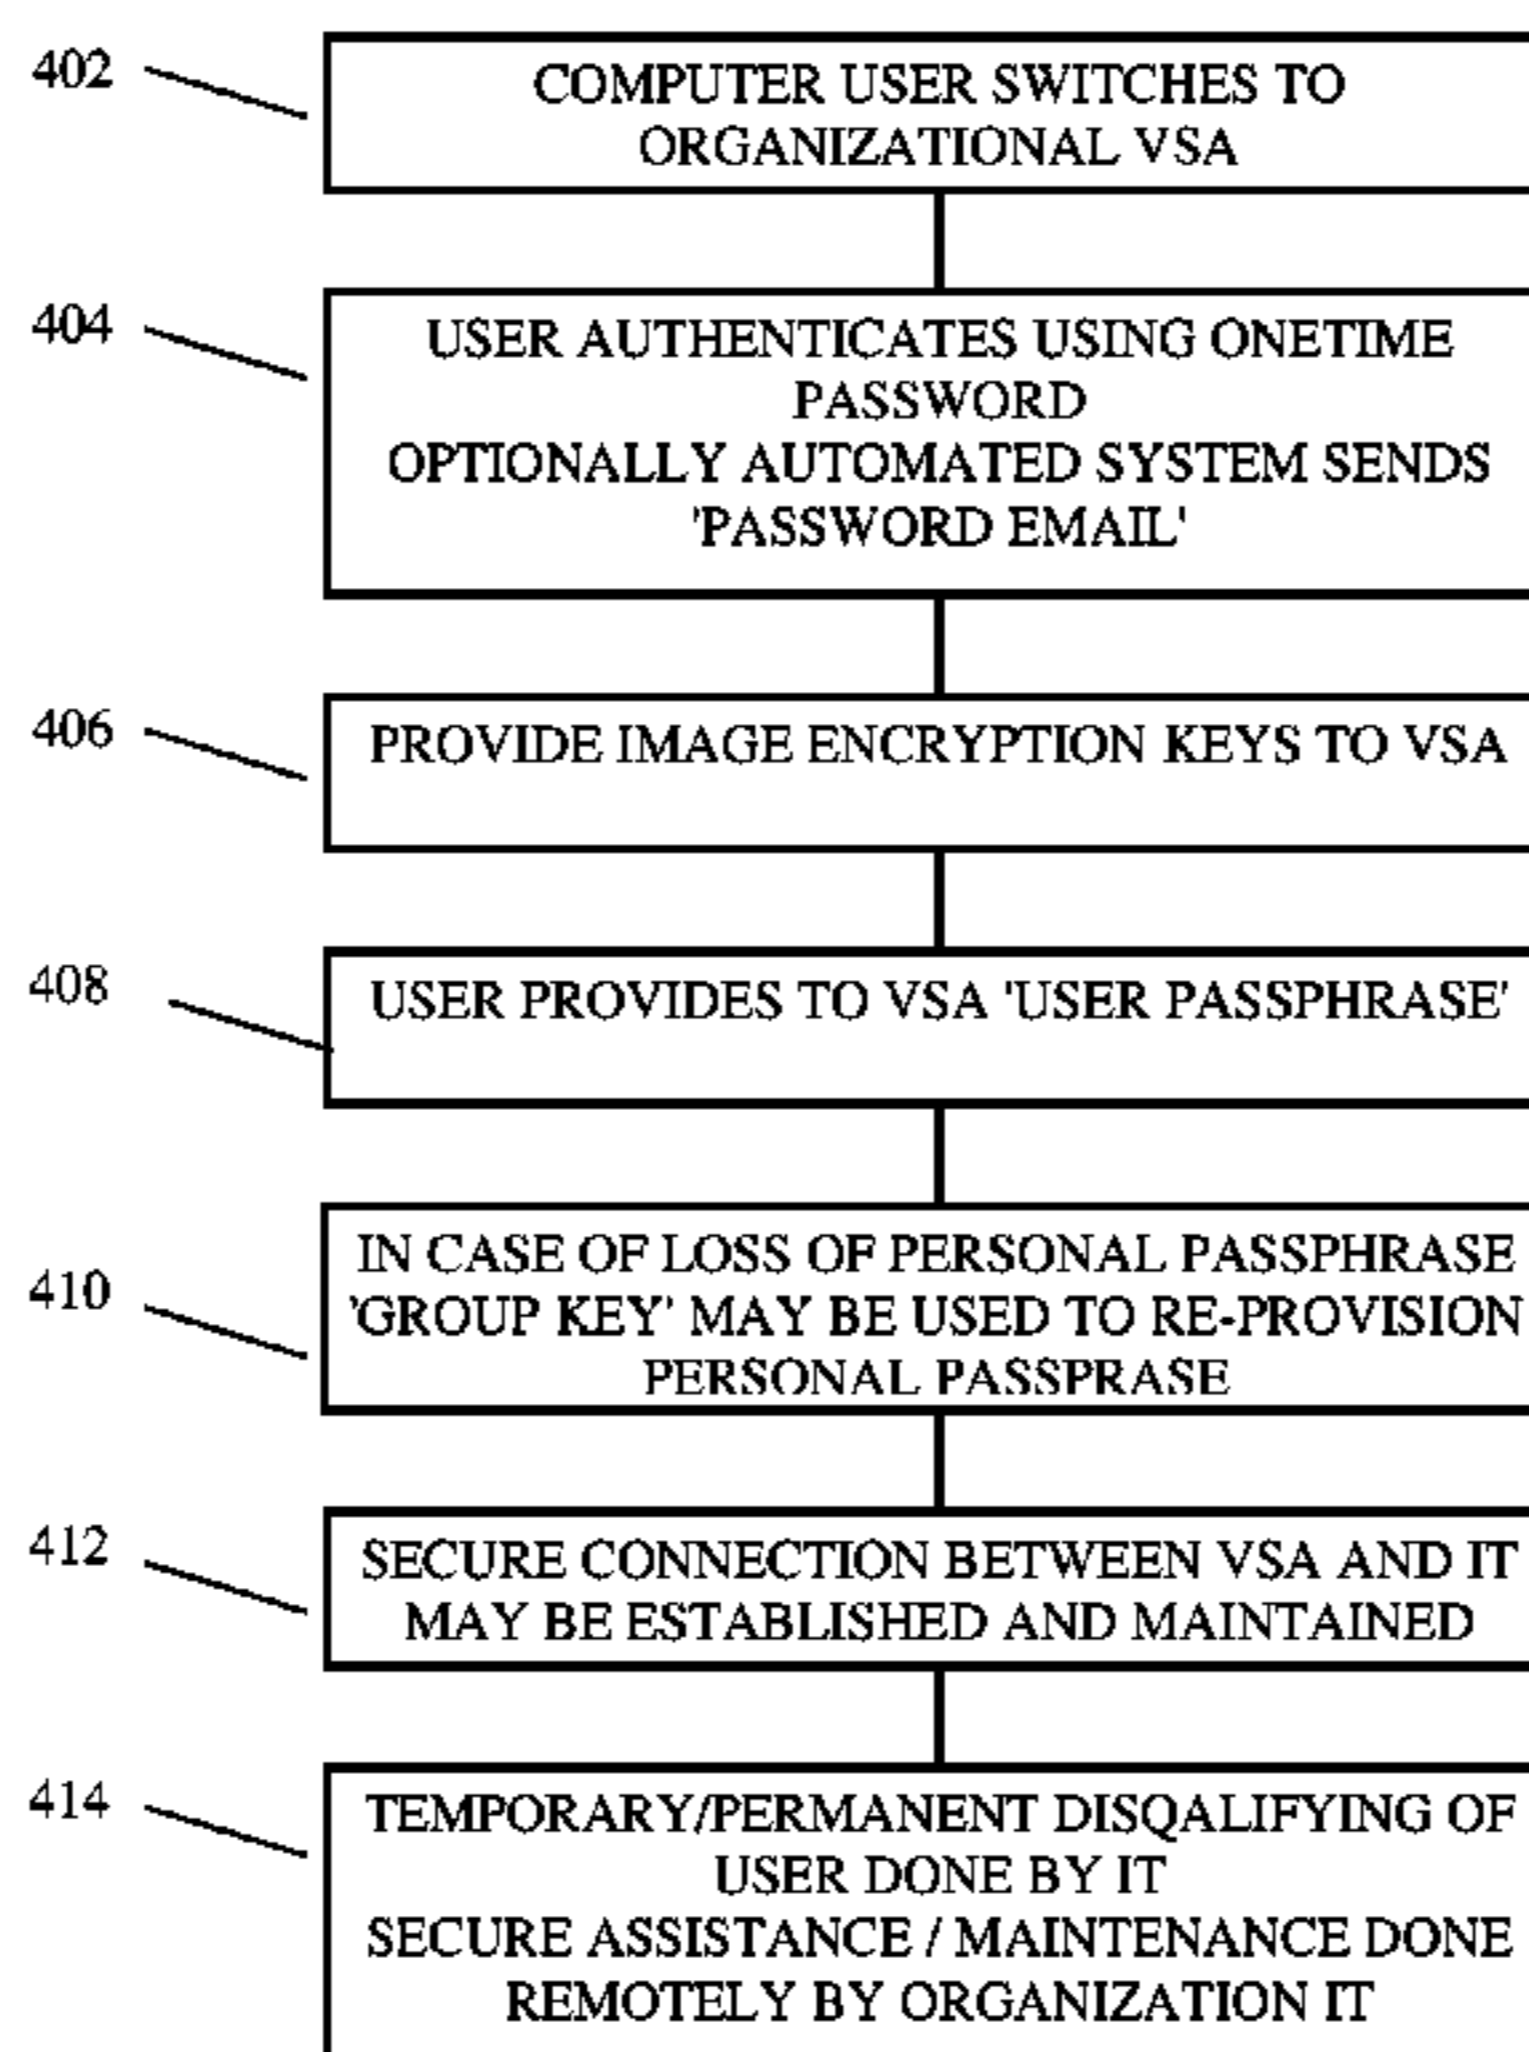 402
COMPUTER USER SWITCHES TO
ORGANIZATIONAL VSA
404
USER AUTHENTICATES USING ONETIME
PASSWORD
OPTIONALLY AUTOMATED SYSTEM SENDS
'PASSWORD EMAIL'
406
PROVIDE IMAGE ENCRYPTION KEYS TO VSA
408
USER PROVIDES TO VSA 'USER PASSPHRASE'
410
IN CASE OF LOSS OF PERSONAL PASSPHRASE
'GROUP KEY' MAY BE USED TO RE-PROVISION
PERSONAL PASSPRASE
412
SECURE CONNECTION BETWEEN VSA AND IT
MAY BE ESTABLISHED AND MAINTAINED
414
TEMPORARY/PERMANENT DISQALIFYING OF
USER DONE BY IT
SECURE ASSISTANCE / MAINTENANCE DONE
REMOTELY BY ORGANIZATION IT